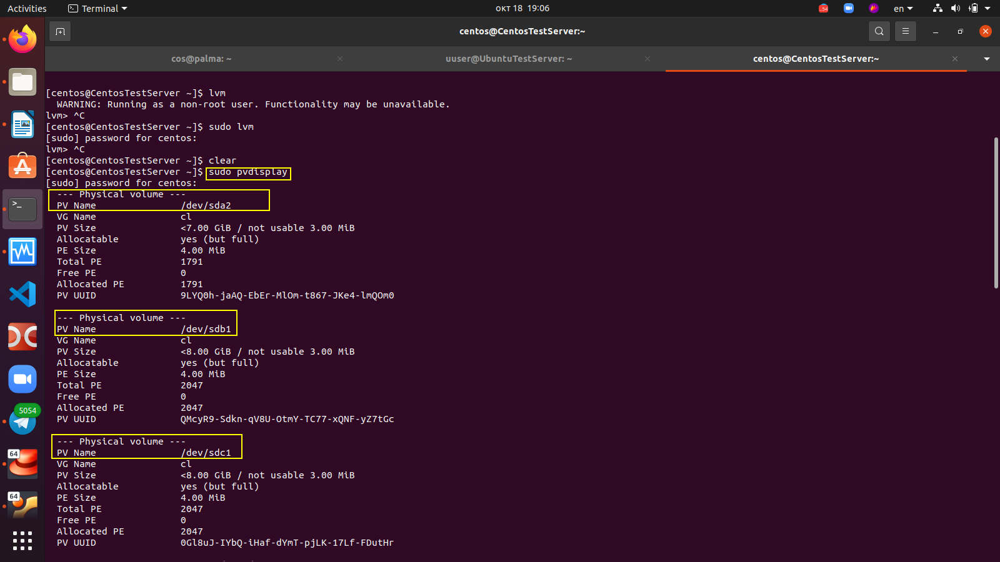 Activities Terminal окт 18 19:06 54 en
centos@CentosTestServer:~
cos@palma: ~ uuser@UbuntuTestServer: ~ centos@CentosTestServer:~
[centos@CentosTestServer ~]$ lvm
  WARNING: Running as a non-root user. Functionality may be unavailable.
lvm> ^C
[centos@CentosTestServer ~]$ sudo lvm
[sudo] password for centos:
lvm> ^C
[centos@CentosTestServer ~]$ clear
[centos@CentosTestServer ~]$ sudo pvdisplay
[sudo] password for centos:
  --- Physical volume ---
  PV Name               /dev/sda2
  VG Name               cl
  PV Size               <7.00 GiB / not usable 3.00 MiB
  Allocatable           yes (but full)
  PE Size               4.00 MiB
  Total PE              1791
  Free PE               0
  Allocated PE          1791
  PV UUID               9LYQ0h-jaAQ-EbEr-MlOm-t867-JKe4-lmQOm0
  --- Physical volume ---
  PV Name               /dev/sdb1
  VG Name               cl
  PV Size               <8.00 GiB / not usable 3.00 MiB
  Allocatable           yes (but full)
  PE Size               4.00 MiB
  Total PE              2047
  Free PE               0
  Allocated PE          2047
  PV UUID               QMcyR9-Sdkn-qV8U-OtmY-TC77-xQNF-yZ7tGc
  --- Physical volume ---
  PV Name               /dev/sdc1
  VG Name               cl
  PV Size               <8.00 GiB / not usable 3.00 MiB
  Allocatable           yes (but full)
  PE Size               4.00 MiB
  Total PE              2047
  Free PE               0
  Allocated PE          2047
  PV UUID               0Gl8uJ-IYbQ-iHaf-dYmT-pjLK-17Lf-FDutHr
5054
64
64